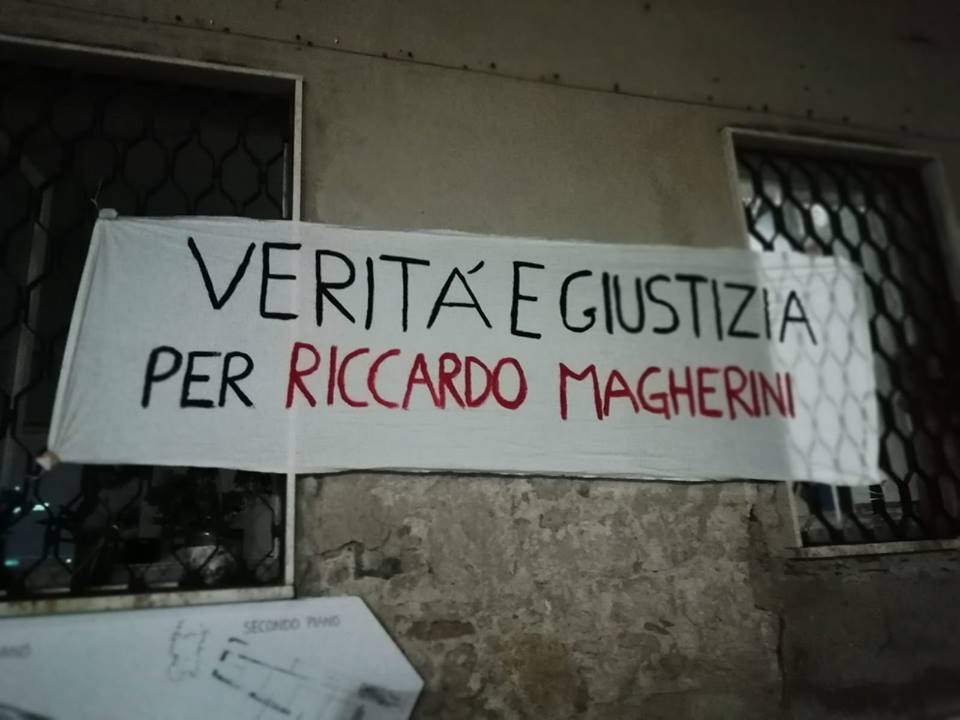 VERITÁ E GIUSTIZIA
PER RICCARDO MAGHERINI
SECONDO PIANO